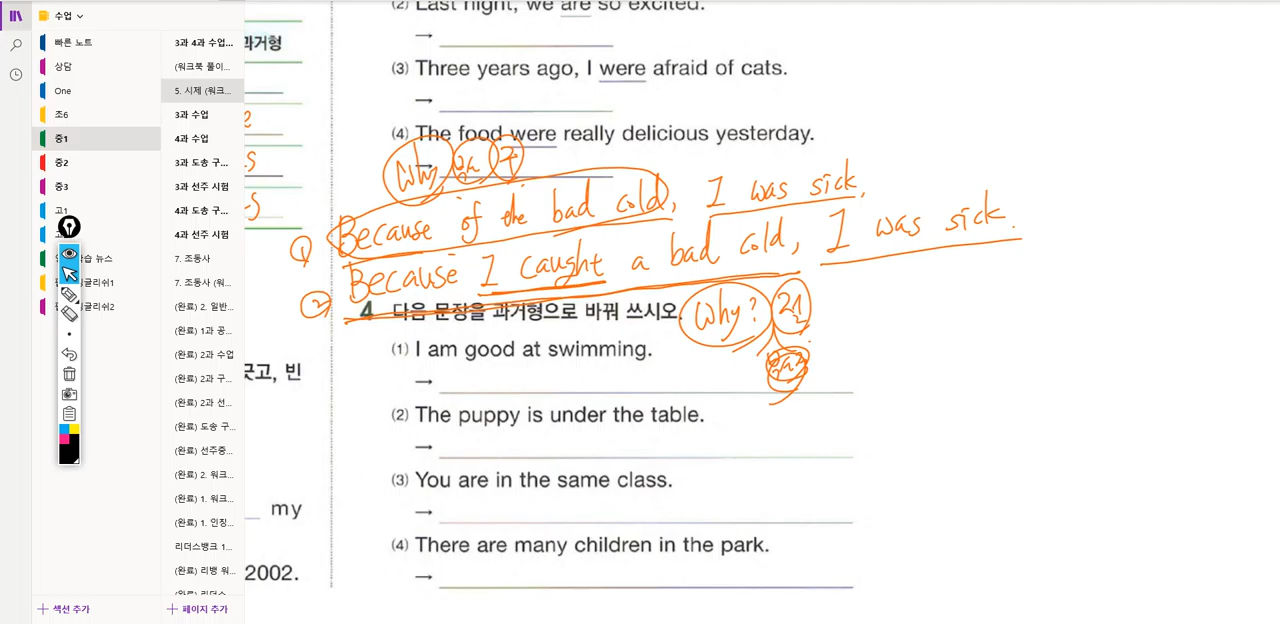 수업
빠른 노트
상담
One
초6
중1
중2
중3
고1
뉴스
글리쉬1
글리쉬2
섹션 추가
3과 4과 수업...
(워크북 풀이...
5. 시제 (워크...
3과 수업
4과 수업
3과 도송 구...
3과 선주 시험
4과 도송 구...
4과 선주 시험
7. 조동사
7. 조동사 (워...
(완료) 2. 일반...
(완료) 1과 공...
(완료) 2과 수업
(완료) 2과 구...
(완료) 2과 선...
(완료) 도송 구...
(완료) 선주중...
(완료) 2. 워크...
(완료) 1. 워크...
(완료) 1. 인칭...
리더스뱅크 1...
(완료) 리뱅 워...
페이지 추가
과거형
긋고, 빈
my
2002.
(2) Last night, we are so excited.
→
(3) Three years ago, I were afraid of cats.
→
(4) The food were really delicious yesterday.
→
Why
① Because of the bad cold, I was sick.
② Because I caught a bad cold, I was sick.
4 다음 문장을 과거형으로 바꿔 쓰시오.
Why?
(1) I am good at swimming.
→
(2) The puppy is under the table.
→
(3) You are in the same class.
→
(4) There are many children in the park.
→